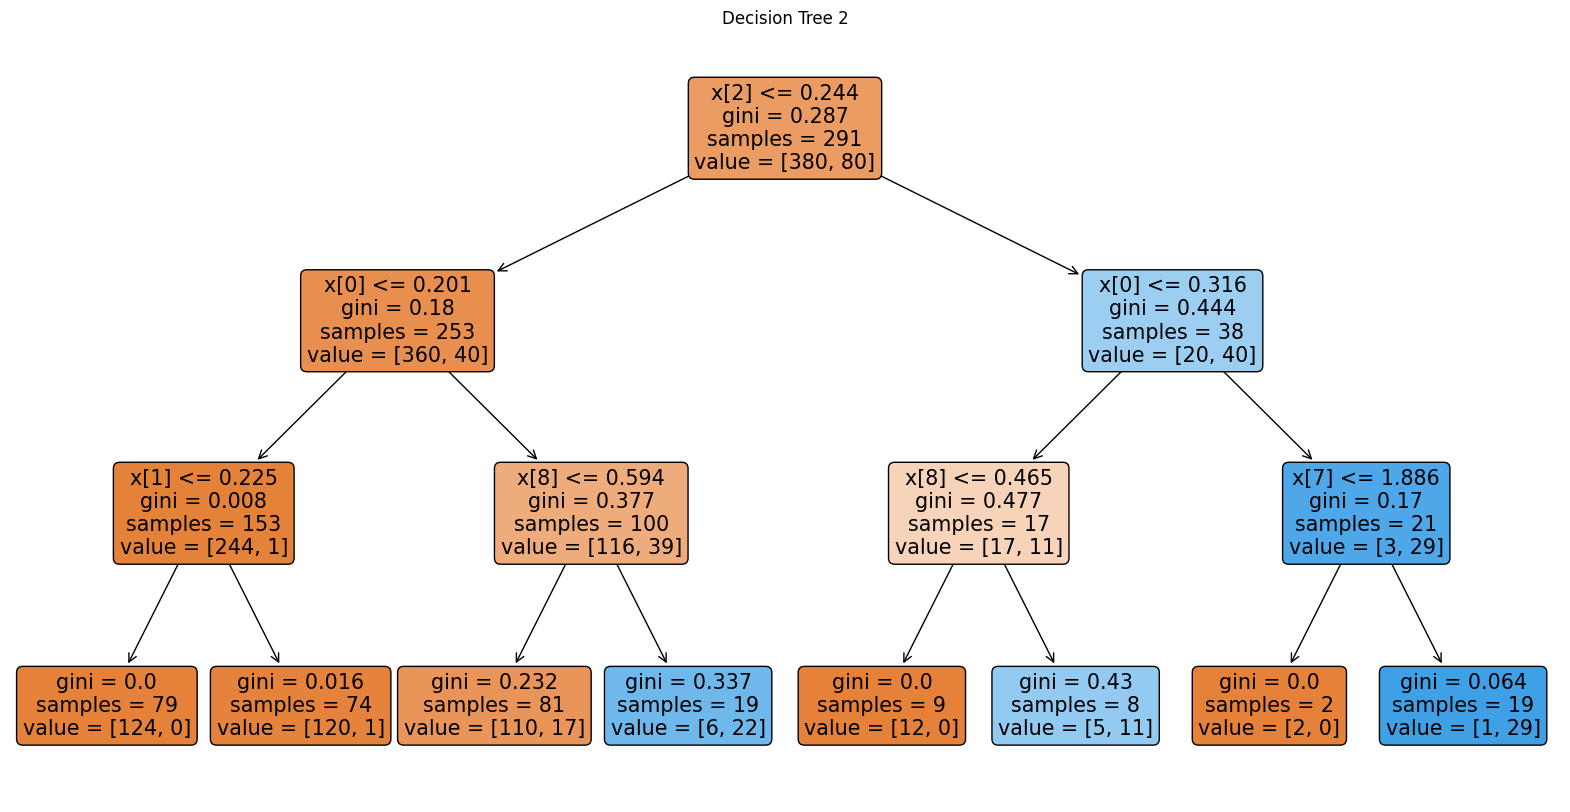 Decision Tree 2
x[2] <= 0.244
gini = 0.287
samples = 291
value = [380, 80]
x[0] <= 0.201
gini = 0.18
samples = 253
value = [360, 40]
x[0] <= 0.316
gini = 0.444
samples = 38
value = [20, 40]
x[1] <= 0.225
gini = 0.008
samples = 153
value = [244, 1]
x[8] <= 0.594
gini = 0.377
samples = 100
value = [116, 39]
x[8] <= 0.465
gini = 0.477
samples = 17
value = [17, 11]
x[7] <= 1.886
gini = 0.17
samples = 21
value = [3, 29]
gini = 0.0
samples = 79
value = [124, 0]
gini = 0.016
samples = 74
value = [120, 1]
gini = 0.232
samples = 81
value = [110, 17]
gini = 0.337
samples = 19
value = [6, 22]
gini = 0.0
samples = 9
value = [12, 0]
gini = 0.43
samples = 8
value = [5, 11]
gini = 0.0
samples = 2
value = [2, 0]
gini = 0.064
samples = 19
value = [1, 29]